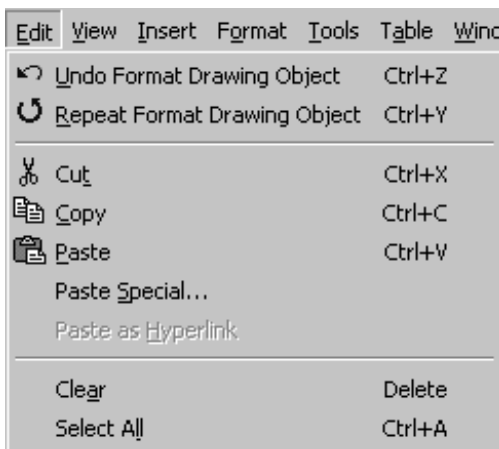 Edit View Insert Format Tools Table
Undo Format Drawing Object Ctrl+Z
Repeat Format Drawing Object Ctrl+Y
Cut Ctrl+X
Copy Ctrl+C
Paste Ctrl+V
Paste Special...
Paste as Hyperlink
Clear Delete
Select All Ctrl+A